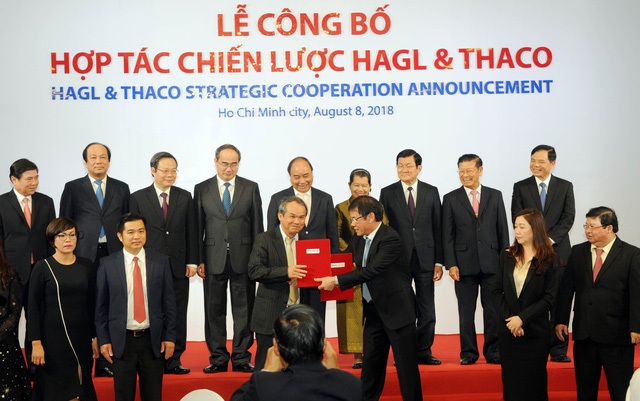 LỄ CÔNG BỐ
HỢP TÁC CHIẾN LƯỢC HAGL & THACO
HAGL & THACO STRATEGIC COOPERATION ANNOUNCEMENT
Ho Chi Minh city, August 8, 2018